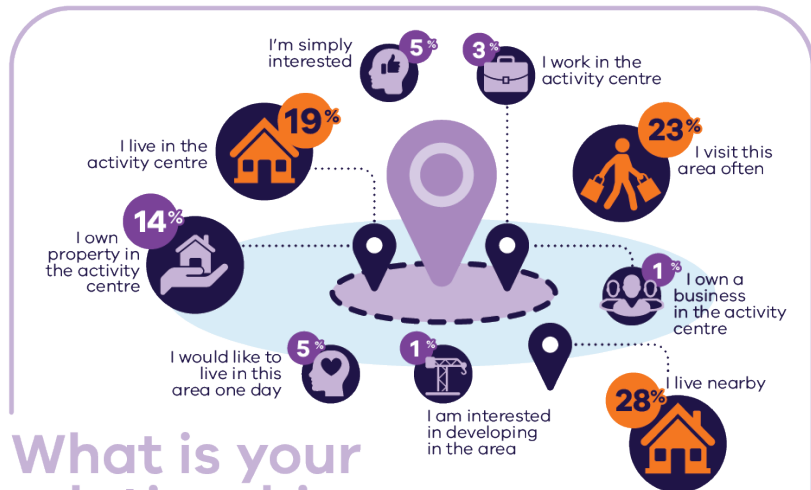 I'm simply
interested
5%
3%
I work in the
activity centre
19%
I live in the
activity centre
23%
I visit this
area often
14%
I own
property in
the activity
centre
1%
I own a
business
in the activity
centre
5%
I would like to
live in this
area one day
1%
I am interested
in developing
in the area
28%
I live nearby
What is your